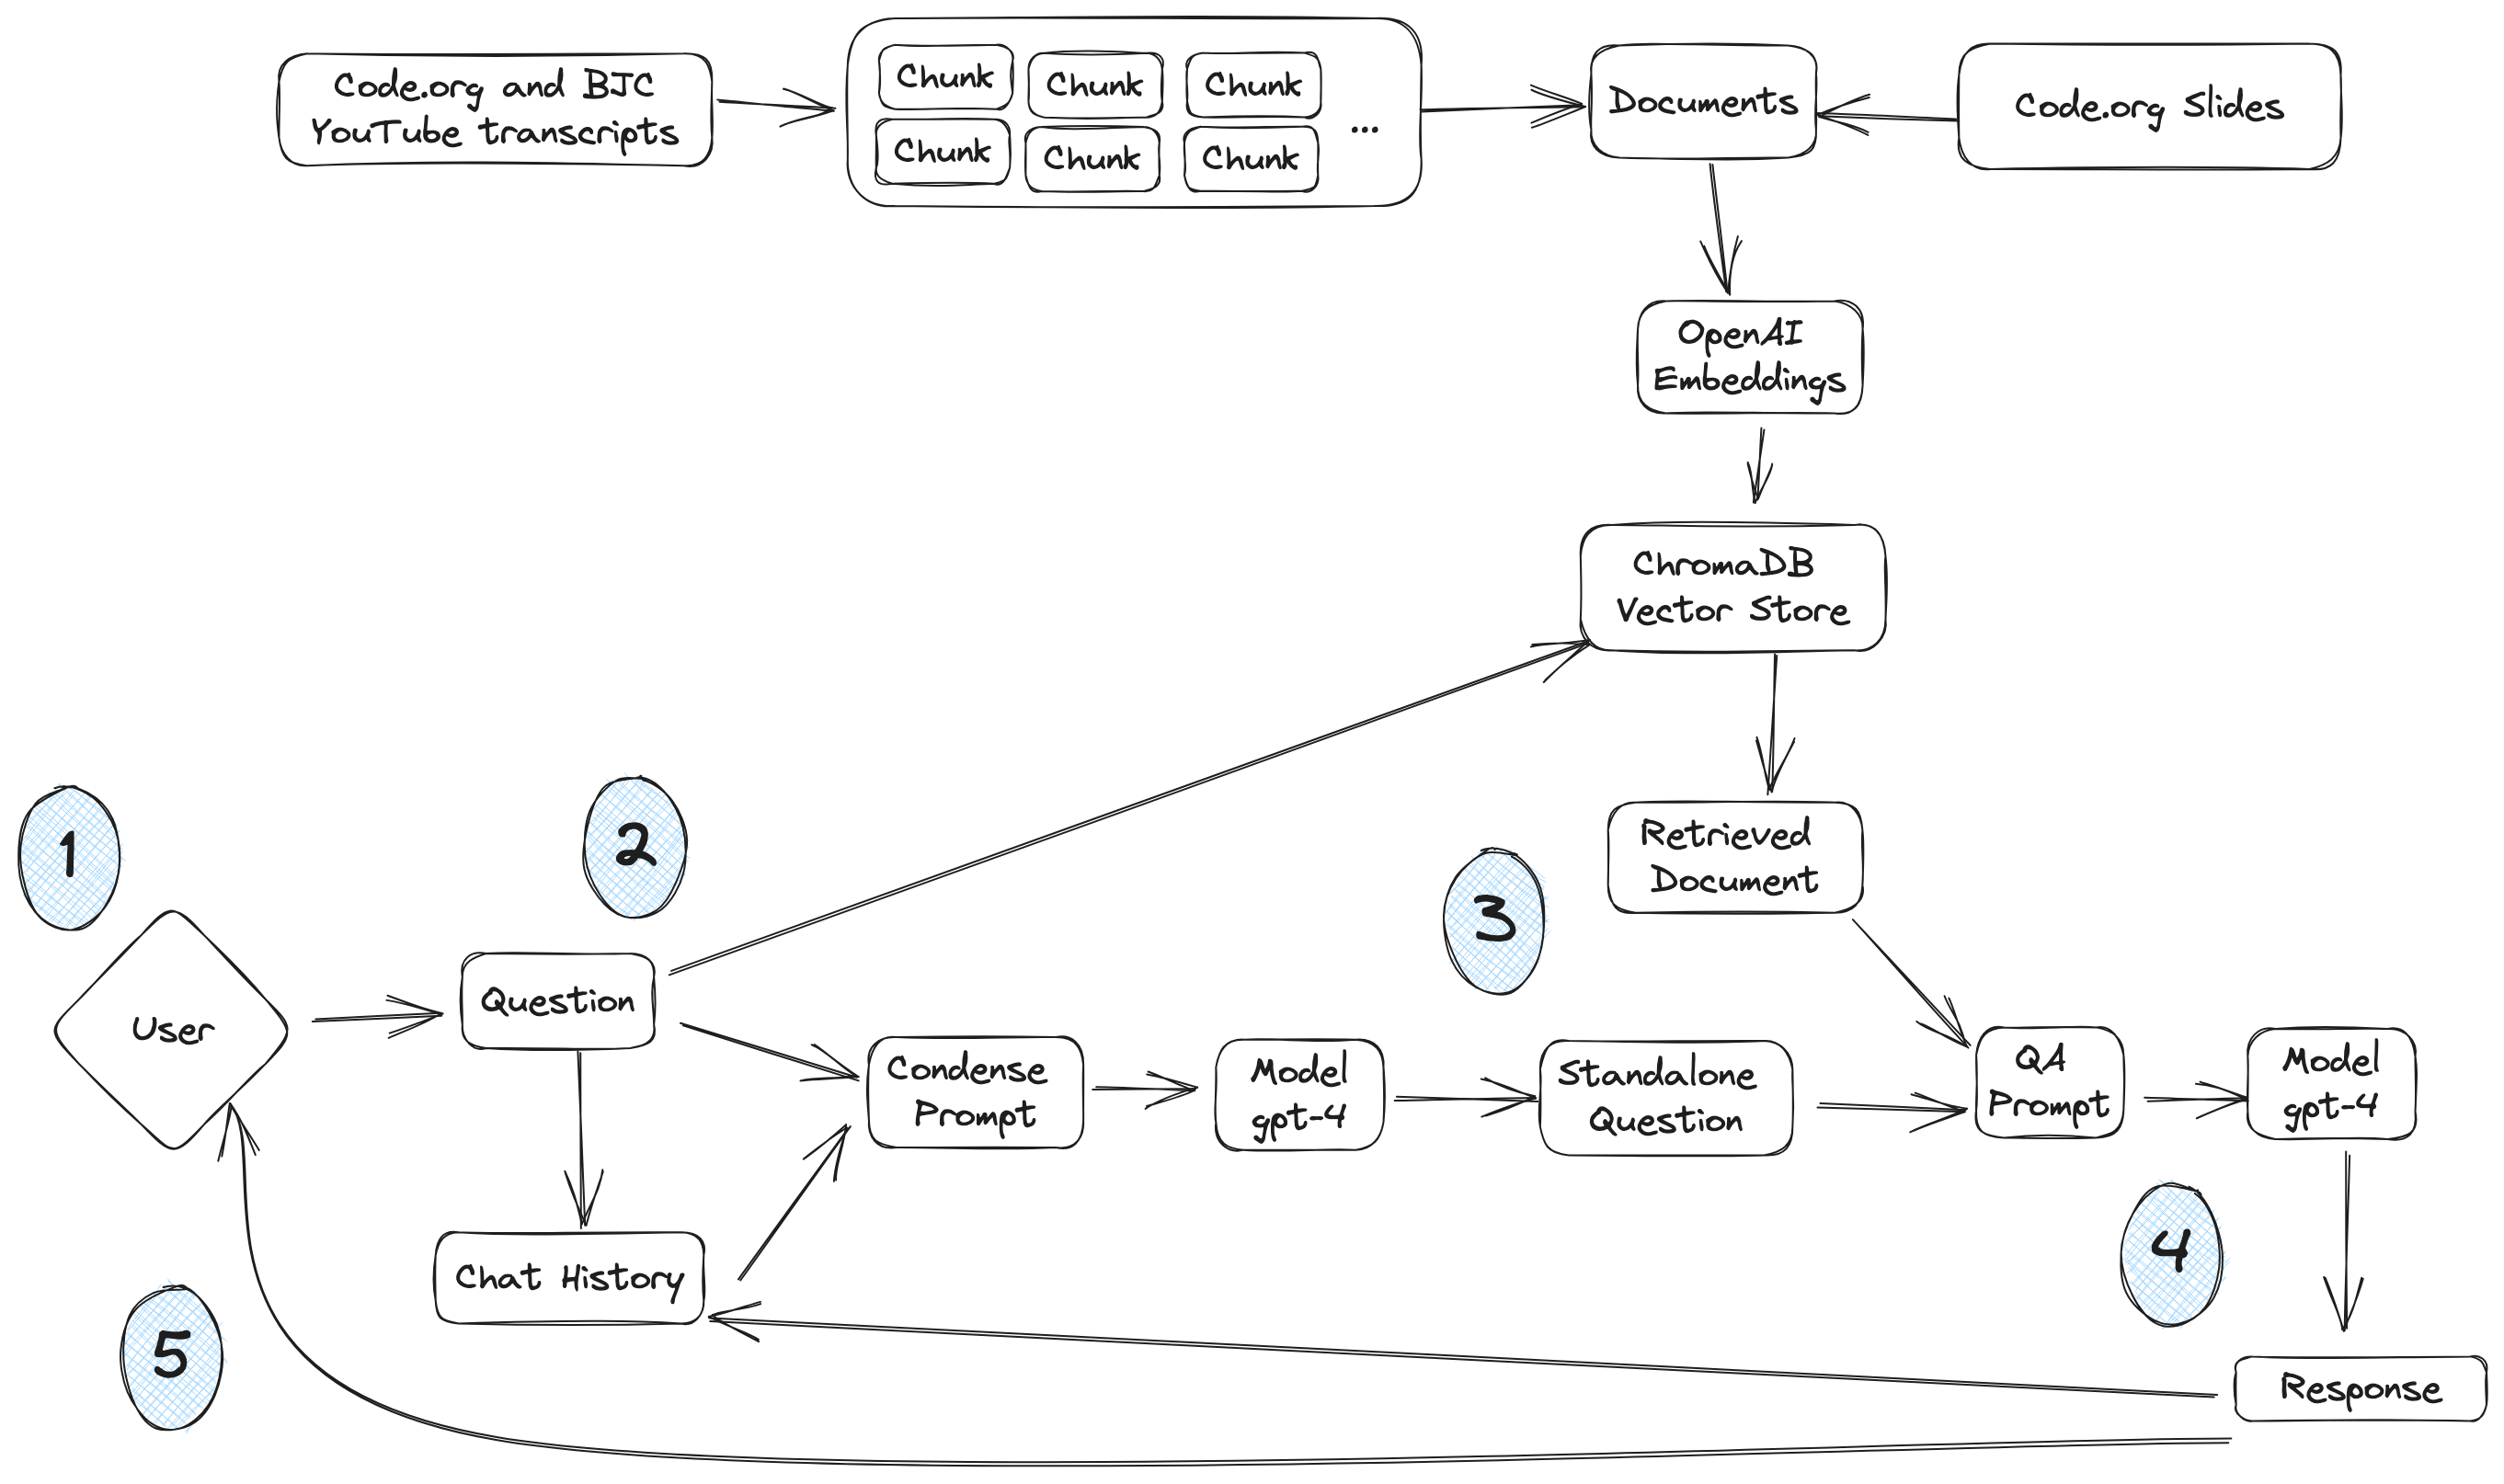 Code.org and BJC
YouTube transcripts
Chunk
Chunk
Chunk
Chunk
Chunk
Chunk
...
Documents
Code.org Slides
OpenAI
Embeddings
ChromaDB
Vector Store
Retrieved
Document
1
2
3
User
Question
Condense
Prompt
Model
gpt-4
Standalone
Question
QA
Prompt
Model
gpt-4
Chat History
4
5
Response